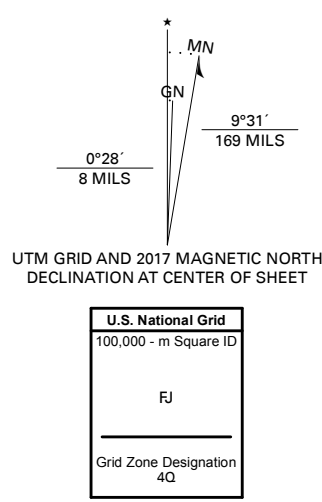 ★
MN
GN
9°31´
169 MILS
0°28´
8 MILS
UTM GRID AND 2017 MAGNETIC NORTH
DECLINATION AT CENTER OF SHEET
U.S. National Grid
100,000 - m Square ID
FJ
Grid Zone Designation
4Q